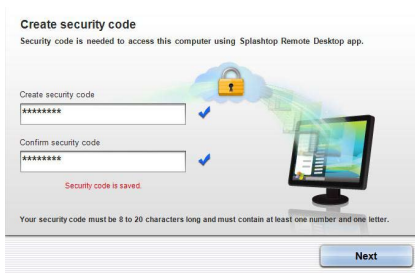 Create security code
Security code is needed to access this computer using Splashtop Remote Desktop app.
Create security code
********
Confirm security code
********
Security code is saved.
Your security code must be 8 to 20 characters long and must contain at least one number and one letter.
Next